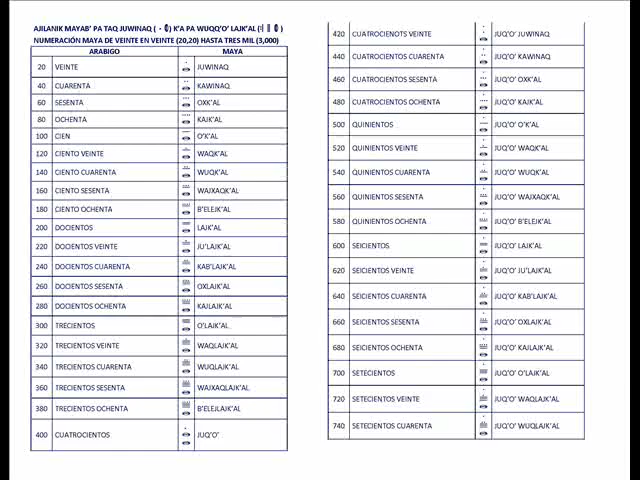 AJILANIK MAYAB' PA TAQ JUWINAQ ( ) K'A PA WUQQ'O' LAJK'AL ( )
NUMERACIÓN MAYA DE VEINTE EN VEINTE (20,20) HASTA TRES MIL (3,000)
ARABIGO MAYA
20 VEINTE JUWINAQ
40 CUARENTA KAWINAQ
60 SESENTA OXK'AL
80 OCHENTA KAJK'AL
100 CIEN O'K'AL
120 CIENTO VEINTE WAQK'AL
140 CIENTO CUARENTA WUQK'AL
160 CIENTO SESENTA WAJXAQK'AL
180 CIENTO OCHENTA B'ELEJK'AL
200 DOCIENTOS LAJK'AL
220 DOCIENTOS VEINTE JU'LAJK'AL
240 DOCIENTOS CUARENTA KAB'LAJK'AL
260 DOCIENTOS SESENTA OXLAJK'AL
280 DOCIENTOS OCHENTA KAJLAJK'AL
300 TRECIENTOS O'LAJK'AL
320 TRECIENTOS VEINTE WAQLAJK'AL
340 TRECIENTOS CUARENTA WUQLAJK'AL
360 TRECIENTOS SESENTA WAJXAQLAJK'AL
380 TRECIENTOS OCHENTA B'ELEJLAJK'AL
400 CUATROCIENTOS JUQ'O'
420 CUATROCIENOTS VEINTE JUQ'O' JUWINAQ
440 CUATROCIENTOS CUARENTA JUQ'O' KAWINAQ
460 CUATROCIENTOS SESENTA JUQ'O' OXK'AL
480 CUATROCIENTOS OCHENTA JUQ'O' KAJK'AL
500 QUINIENTOS JUQ'O' O'K'AL
520 QUINIENTOS VEINTE JUQ'O' WAQK'AL
540 QUINIENTOS CUARENTA JUQ'O' WUQK'AL
560 QUINIENTOS SESENTA JUQ'O' WAJXAQK'AL
580 QUINIENTOS OCHENTA JUQ'O' B'ELEJK'AL
600 SEICIENTOS JUQ'O' LAJK'AL
620 SEICIENTOS VEINTE JUQ'O' JU'LAJK'AL
640 SEICIENTOS CUARENTA JUQ'O' KAB'LAJK'AL
660 SEICIENTOS SESENTA JUQ'O' OXLAJK'AL
680 SEICIENTOS OCHENTA JUQ'O' KAJLAJK'AL
700 SETECIENTOS JUQ'O' O'LAJK'AL
720 SETECIENTOS VEINTE JUQ'O' WAQLAJK'AL
740 SETECIENTOS CUARENTA JUQ'O' WUQLAJK'AL